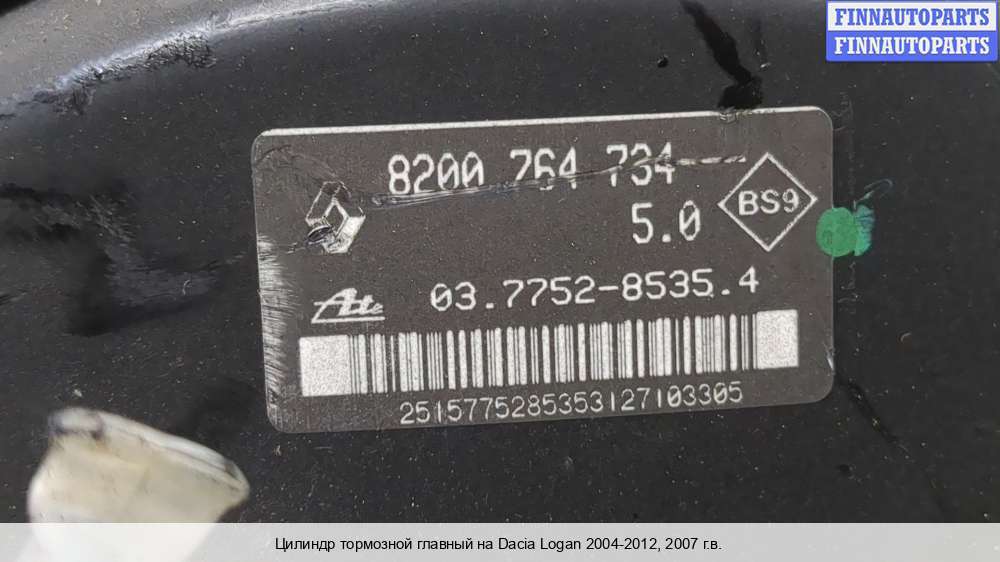 FINNAUTOPARTS
FINNAUTOPARTS
8200 764 734
5.0
BS9
Ate
03.7752-8535.4
2515775285353127103305
Цилиндр тормозной главный на Dacia Logan 2004-2012, 2007 г.в.